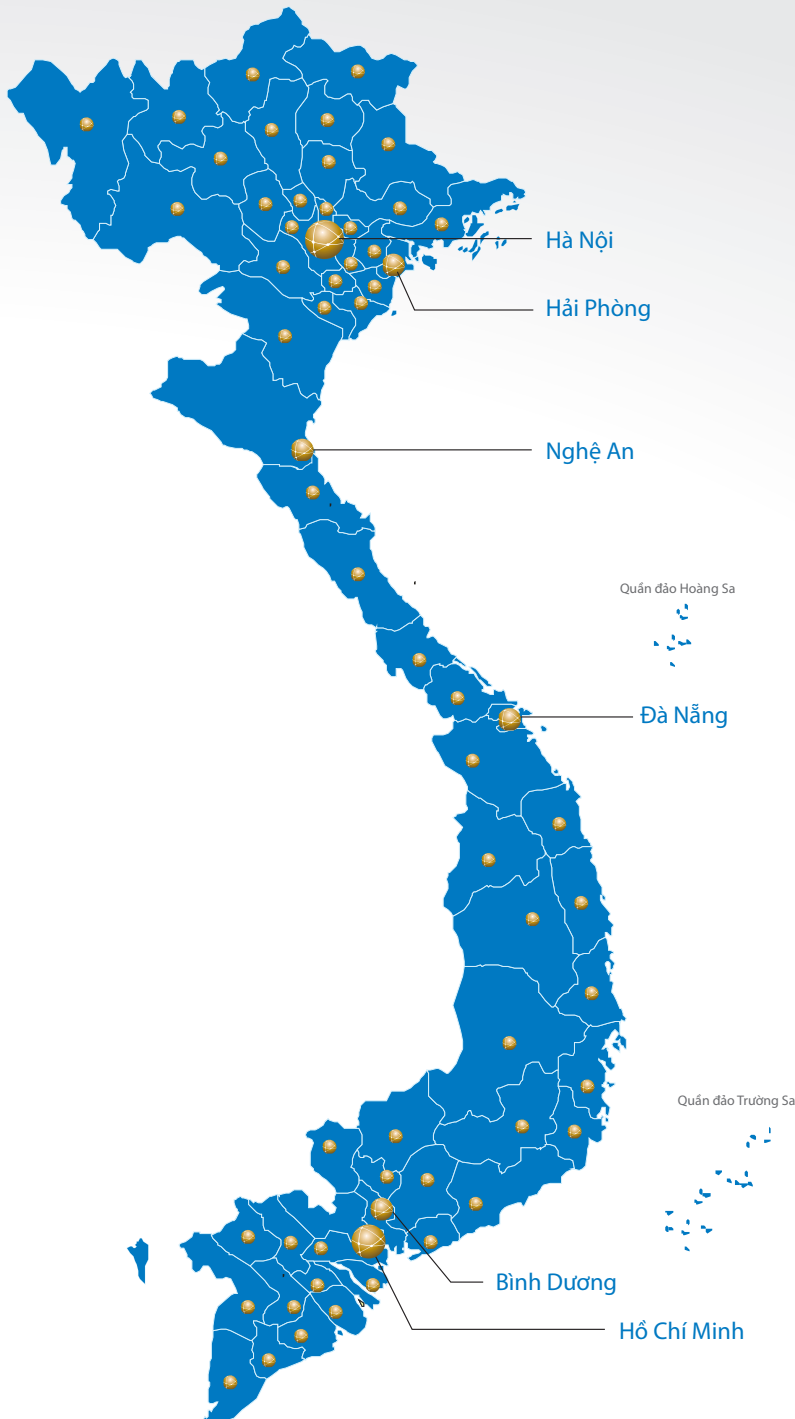 Hà Nội
Hải Phòng
Nghệ An
Quần đảo Hoàng Sa
Đà Nẵng
Quần đảo Trường Sa
Bình Dương
Hồ Chí Minh